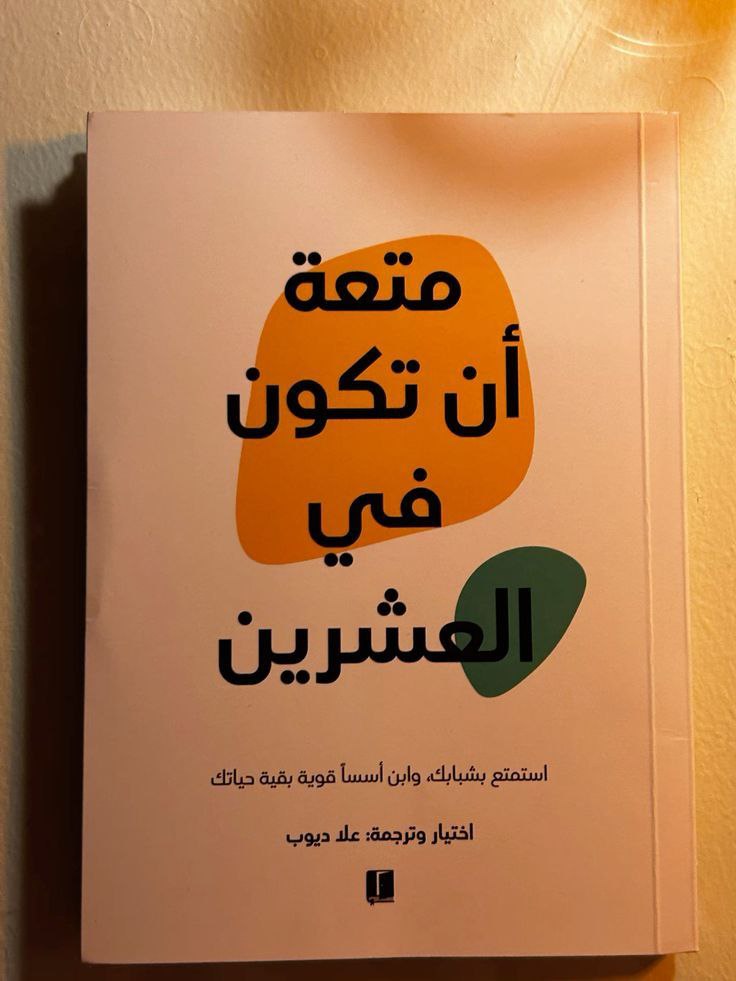 متعة
أن تكون
في
العشرين
استمتع بشبابك، وابن أسساً قوية بقية حياتك
اختيار وترجمة: علا ديوب